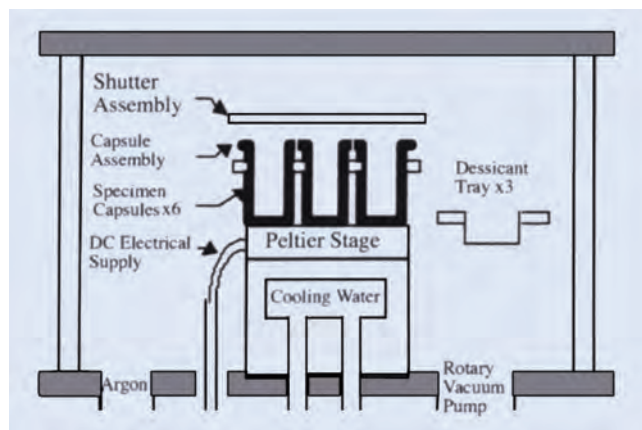 Shutter
Assembly
Capsule
Assembly
Specimen
Capsules x6
DC Electrical
Supply
Dessicant
Tray x3
Peltier Stage
Cooling Water
Argon
Rotary
Vacuum
Pump